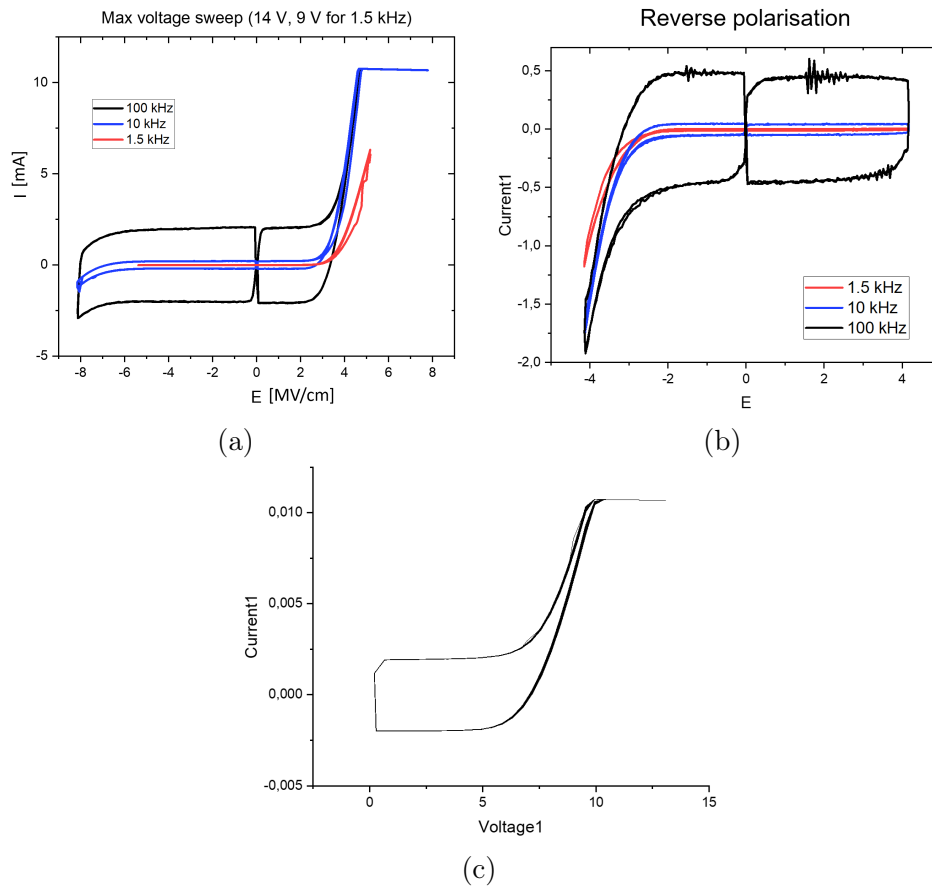 Max voltage sweep (14 V, 9 V for 1.5 kHz)
10
5
0
-5
I [mA]
100 kHz
10 kHz
1.5 kHz
-8 -6 -4 -2 0 2 4 6 8
E [MV/cm]
(a)
Reverse polarisation
0,5
0,0
-0,5
-1,0
-1,5
-2,0
Current1
1.5 kHz
10 kHz
100 kHz
-4 -2 0 2 4
E
(b)
0,010
0,005
0,000
-0,005
Current1
0 5 10 15
Voltage1
(c)